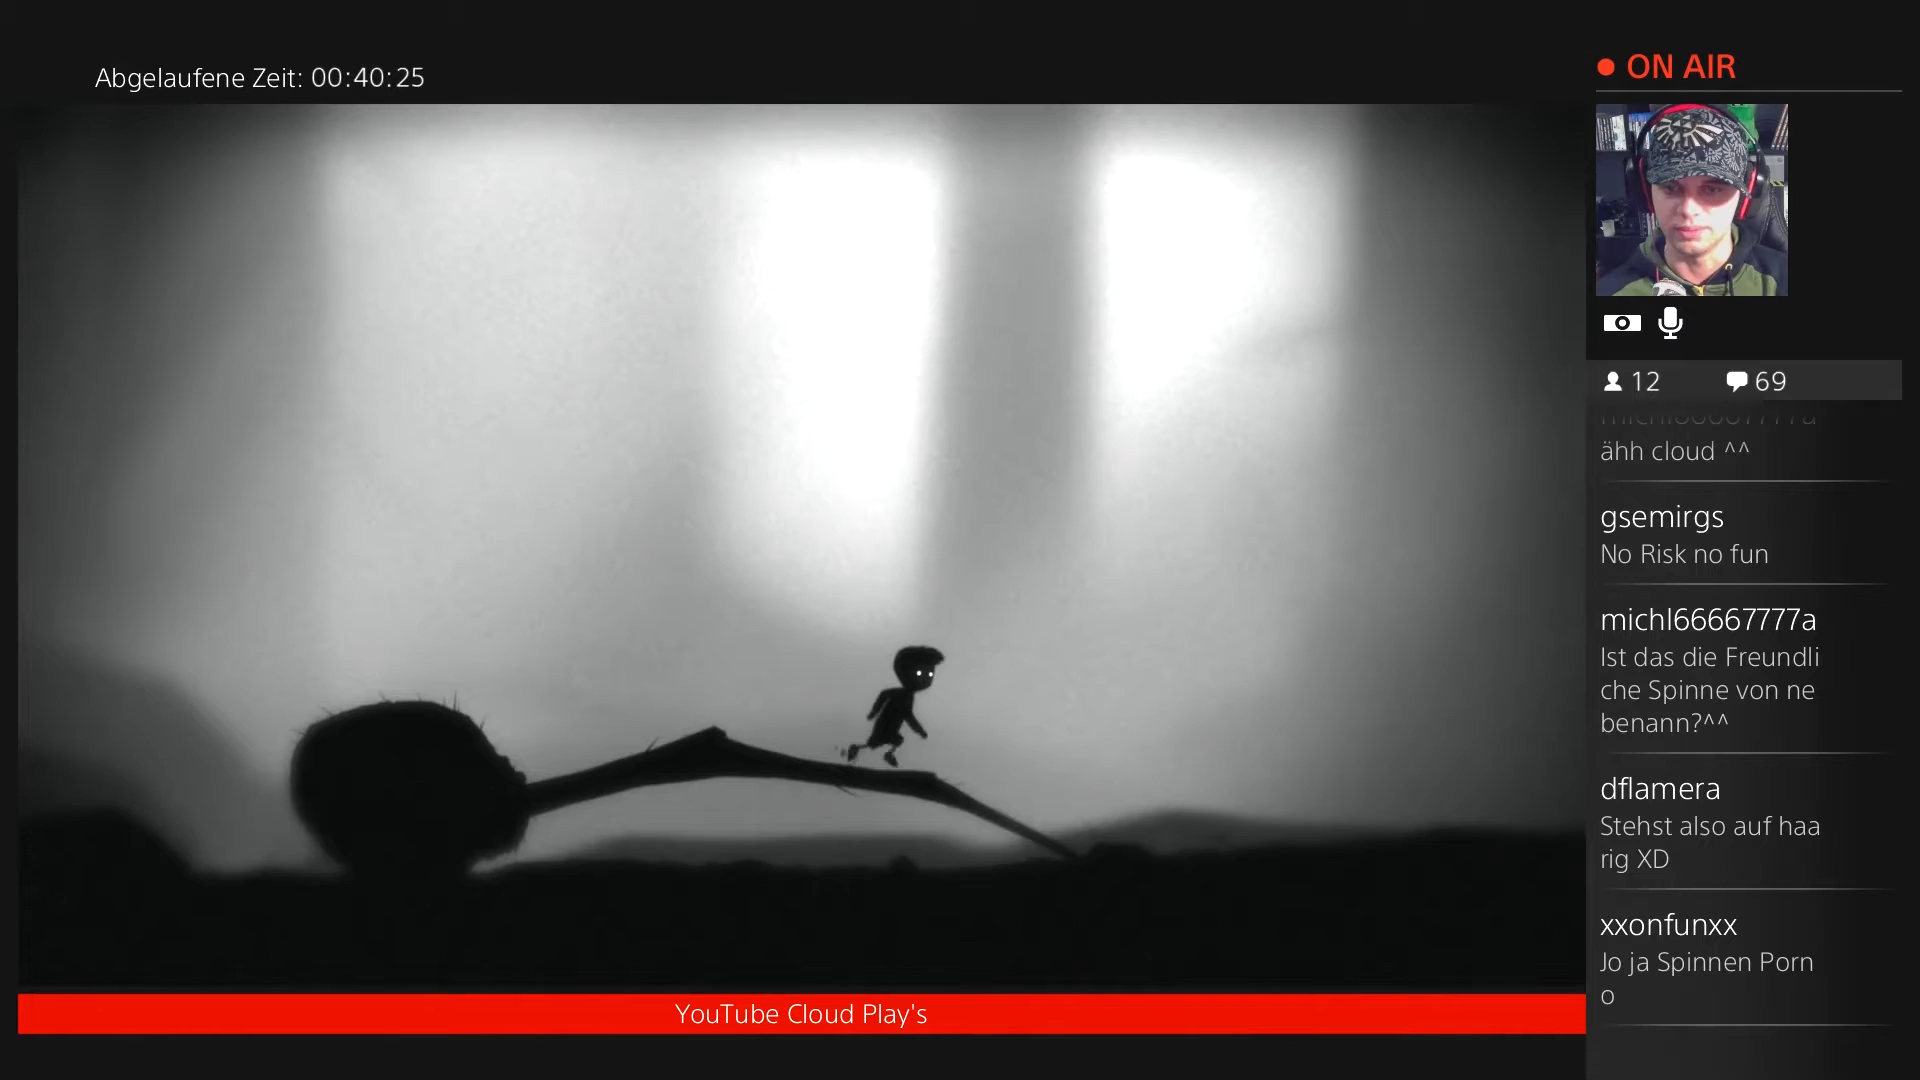 Abgelaufene Zeit: 00:40:25
ON AIR
12 69
ähh cloud ^^
gsemirgs
No Risk no fun
michl66667777a
Ist das die Freundli
che Spinne von ne
benann?^^
dflamera
Stehst also auf haa
rig XD
xxonfunxx
Jo ja Spinnen Porn
o
YouTube Cloud Play's